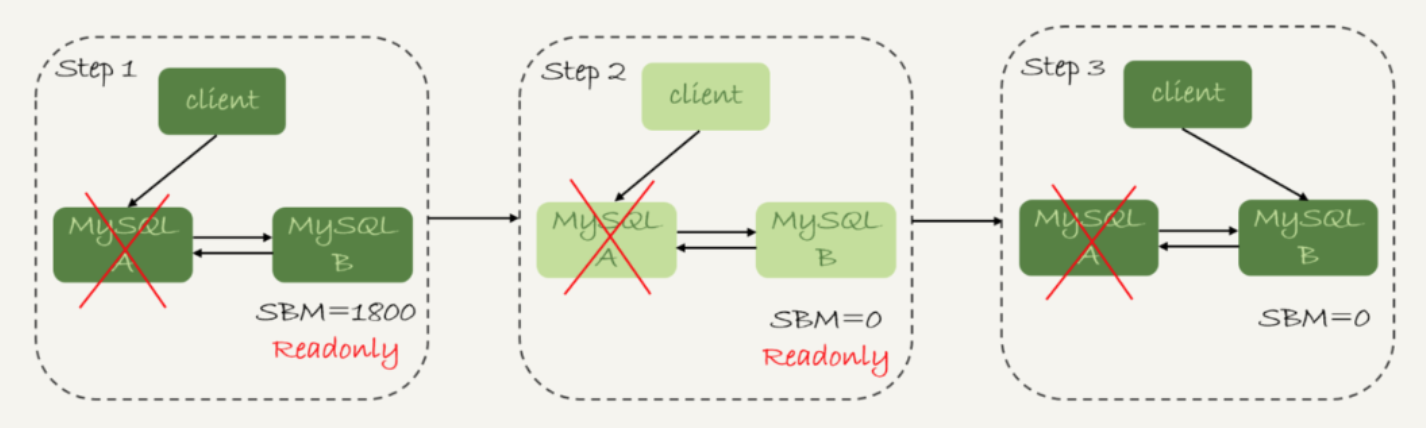 Step 1
client
MySQL
A
MySQL
B
SBM=1800
Readonly
Step 2
client
MySQL
A
MySQL
B
SBM=0
Readonly
Step 3
client
MySQL
A
MySQL
B
SBM=0